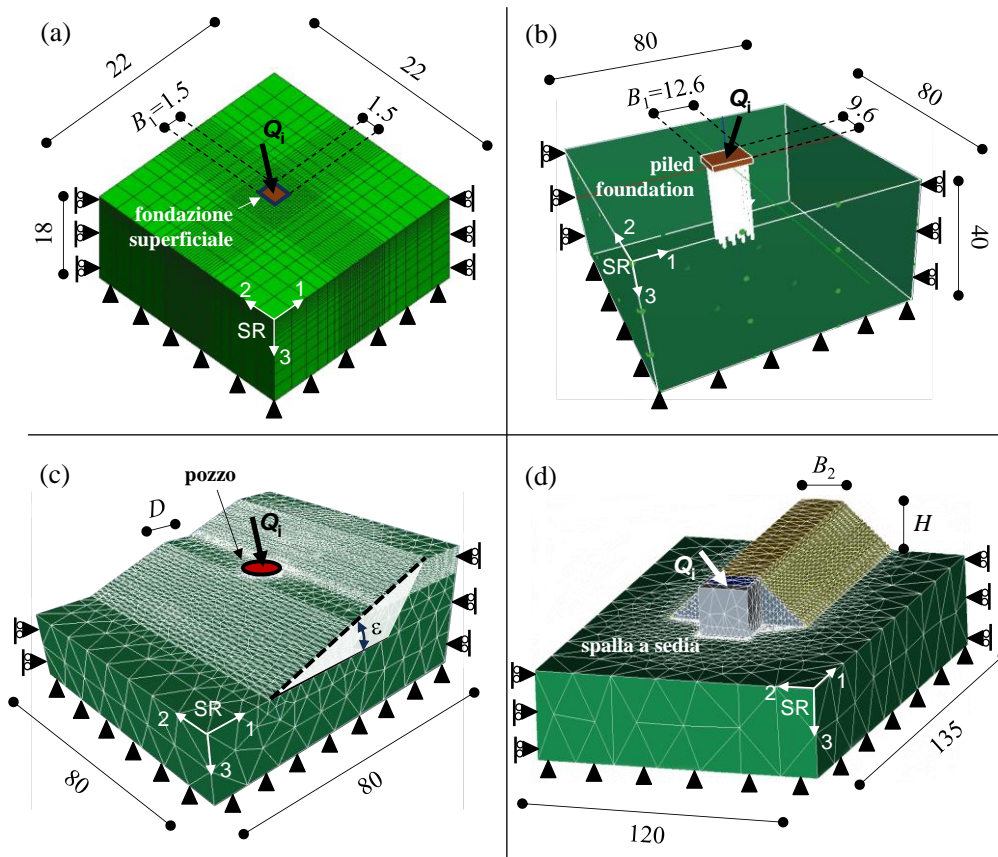 (a)
22
22
B₁=1.5
1.5
Qᵢ
fondazione
superficiale
18
2
1
SR
3
(b)
80
B₁=12.6
Qᵢ
9.6
80
piled
foundation
40
2
SR
1
3
(c)
pozzo
D
Qᵢ
ε
SR
2
1
3
80
80
(d)
B₂
H
Qᵢ
spalla a sedia
2
1
SR
3
135
120